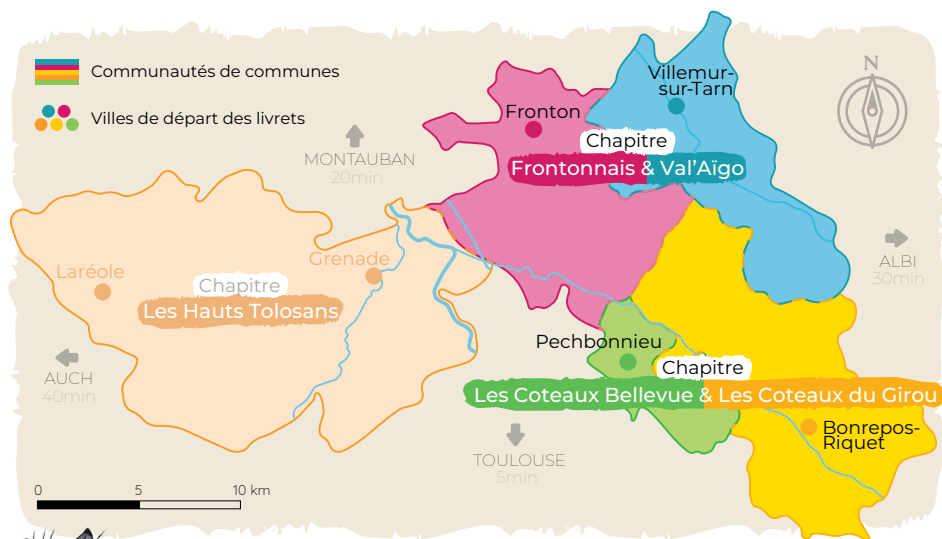 Communautés de communes
Villes de départ des livrets
N
Villemur-
sur-Tarn
Fronton
Chapitre
Frontonnais & Val'Aïgo
MONTAUBAN
20min
ALBI
30min
Laréole
Grenade
Chapitre
Les Hauts Tolosans
AUCH
40min
Pechbonnieu
Chapitre
Les Coteaux Bellevue & Les Coteaux du Girou
Bonrepos-
Riquet
TOULOUSE
5min
0 5 10 km